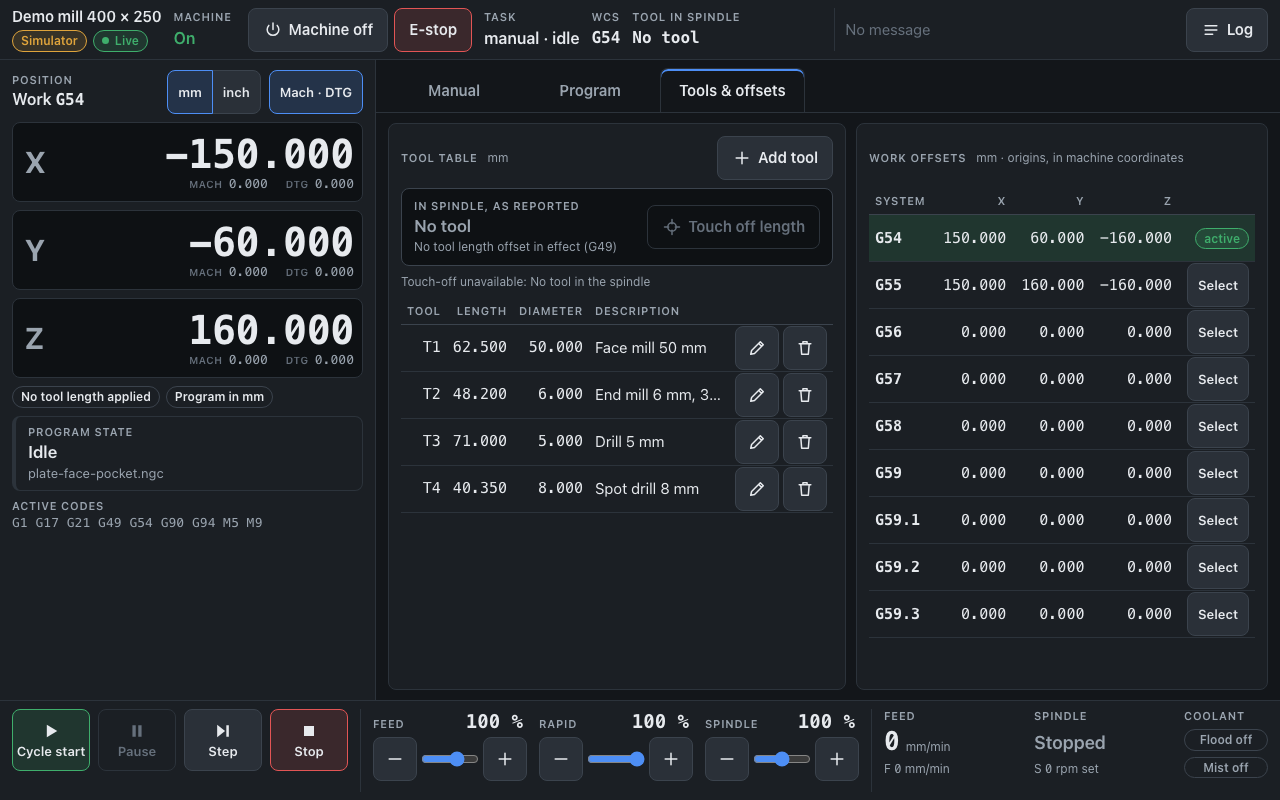 Demo mill 400 × 250
Simulator
Live
MACHINE
On
Machine off
E-stop
TASK
manual · idle
WCS
G54
TOOL IN SPINDLE
No tool
No message
Log
POSITION
Work G54
mm
inch
Mach · DTG
X
−150.000
MACH 0.000 DTG 0.000
Y
−60.000
MACH 0.000 DTG 0.000
Z
160.000
MACH 0.000 DTG 0.000
No tool length applied
Program in mm
PROGRAM STATE
Idle
plate-face-pocket.ngc
ACTIVE CODES
G1 G17 G21 G49 G54 G90 G94 M5 M9
Manual
Program
Tools & offsets
TOOL TABLE mm
Add tool
IN SPINDLE, AS REPORTED
No tool
No tool length offset in effect (G49)
Touch off length
Touch-off unavailable: No tool in the spindle
TOOL LENGTH DIAMETER DESCRIPTION
T1 62.500 50.000 Face mill 50 mm
T2 48.200 6.000 End mill 6 mm, 3…
T3 71.000 5.000 Drill 5 mm
T4 40.350 8.000 Spot drill 8 mm
WORK OFFSETS mm · origins, in machine coordinates
SYSTEM X Y Z
G54 150.000 60.000 −160.000 active
G55 150.000 160.000 −160.000 Select
G56 0.000 0.000 0.000 Select
G57 0.000 0.000 0.000 Select
G58 0.000 0.000 0.000 Select
G59 0.000 0.000 0.000 Select
G59.1 0.000 0.000 0.000 Select
G59.2 0.000 0.000 0.000 Select
G59.3 0.000 0.000 0.000 Select
Cycle start
Pause
Step
Stop
FEED 100 %
RAPID 100 %
SPINDLE 100 %
FEED
0 mm/min
F 0 mm/min
SPINDLE
Stopped
S 0 rpm set
COOLANT
Flood off
Mist off